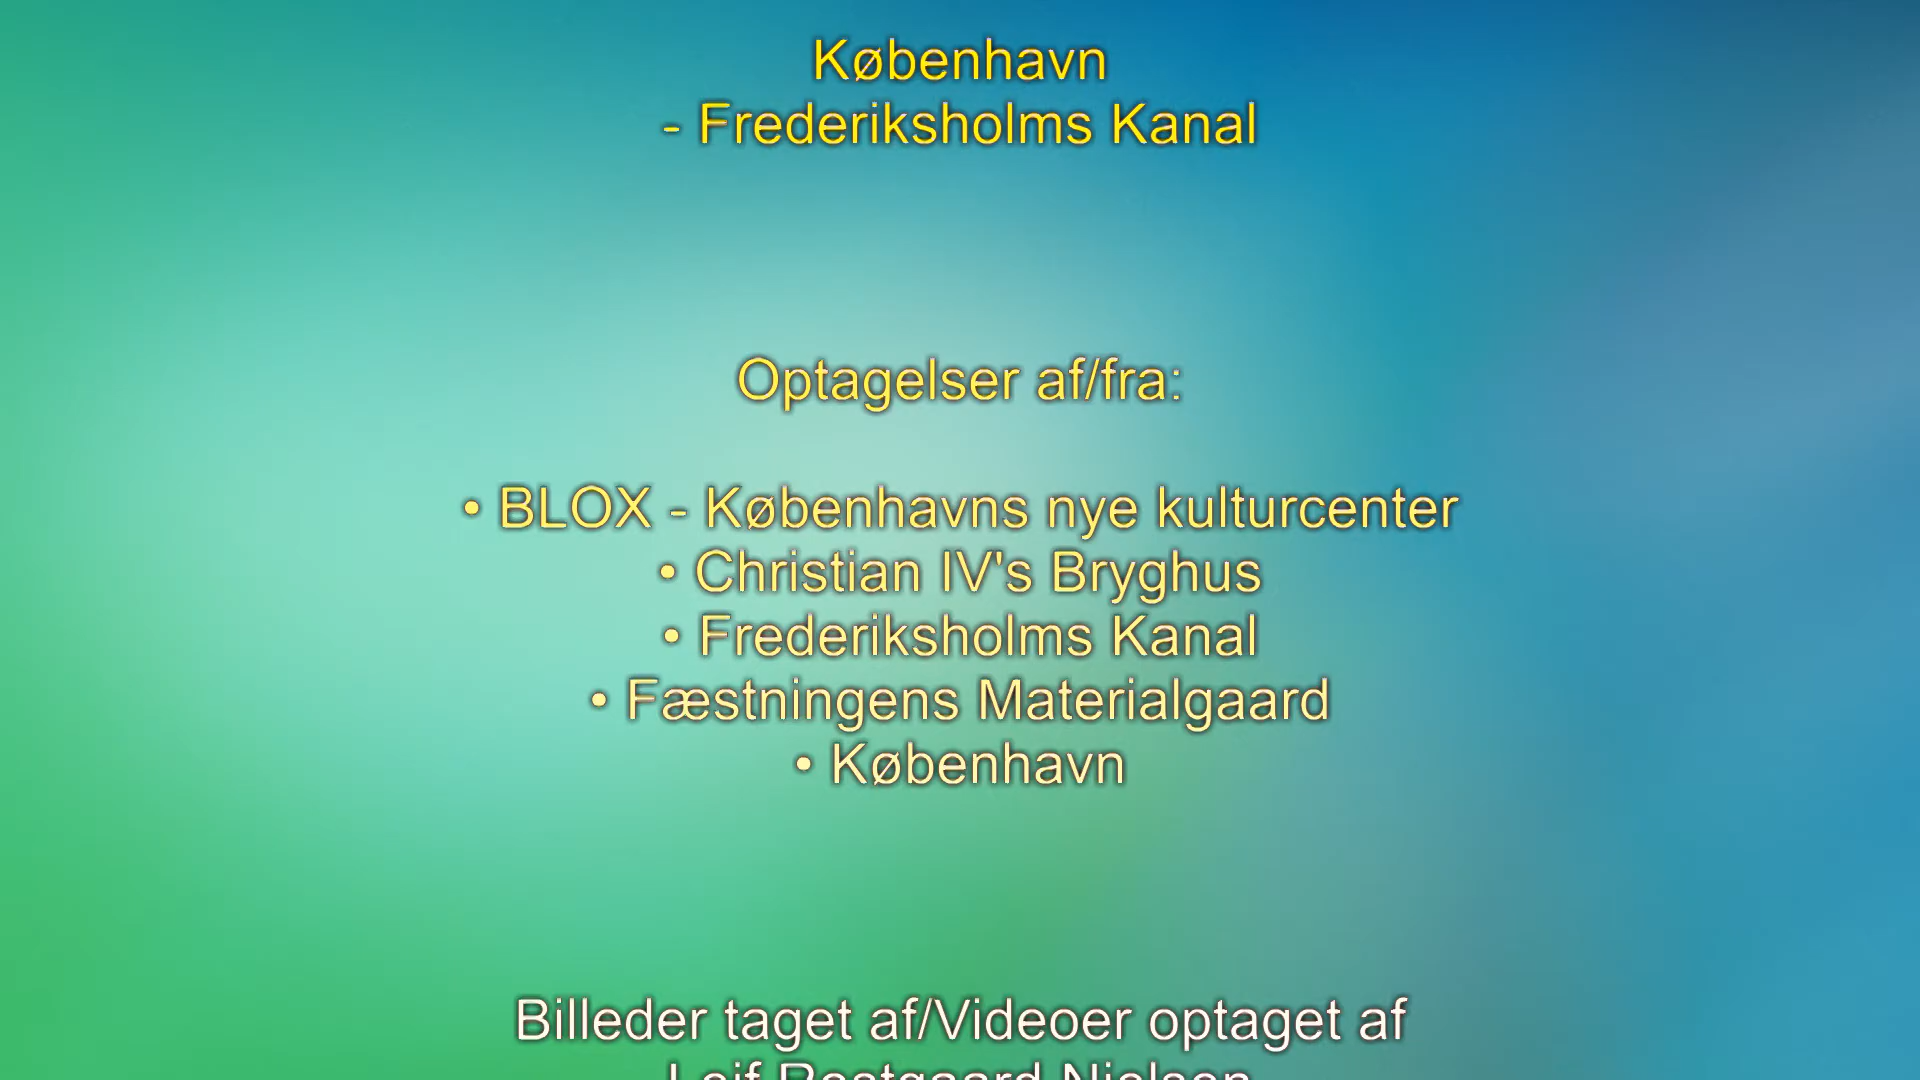 København
- Frederiksholms Kanal
Optagelser af/fra:
• BLOX - Københavns nye kulturcenter
• Christian IV's Bryghus
• Frederiksholms Kanal
• Fæstningens Materialgaard
• København
Billeder taget af/Videoer optaget af
Nielsen